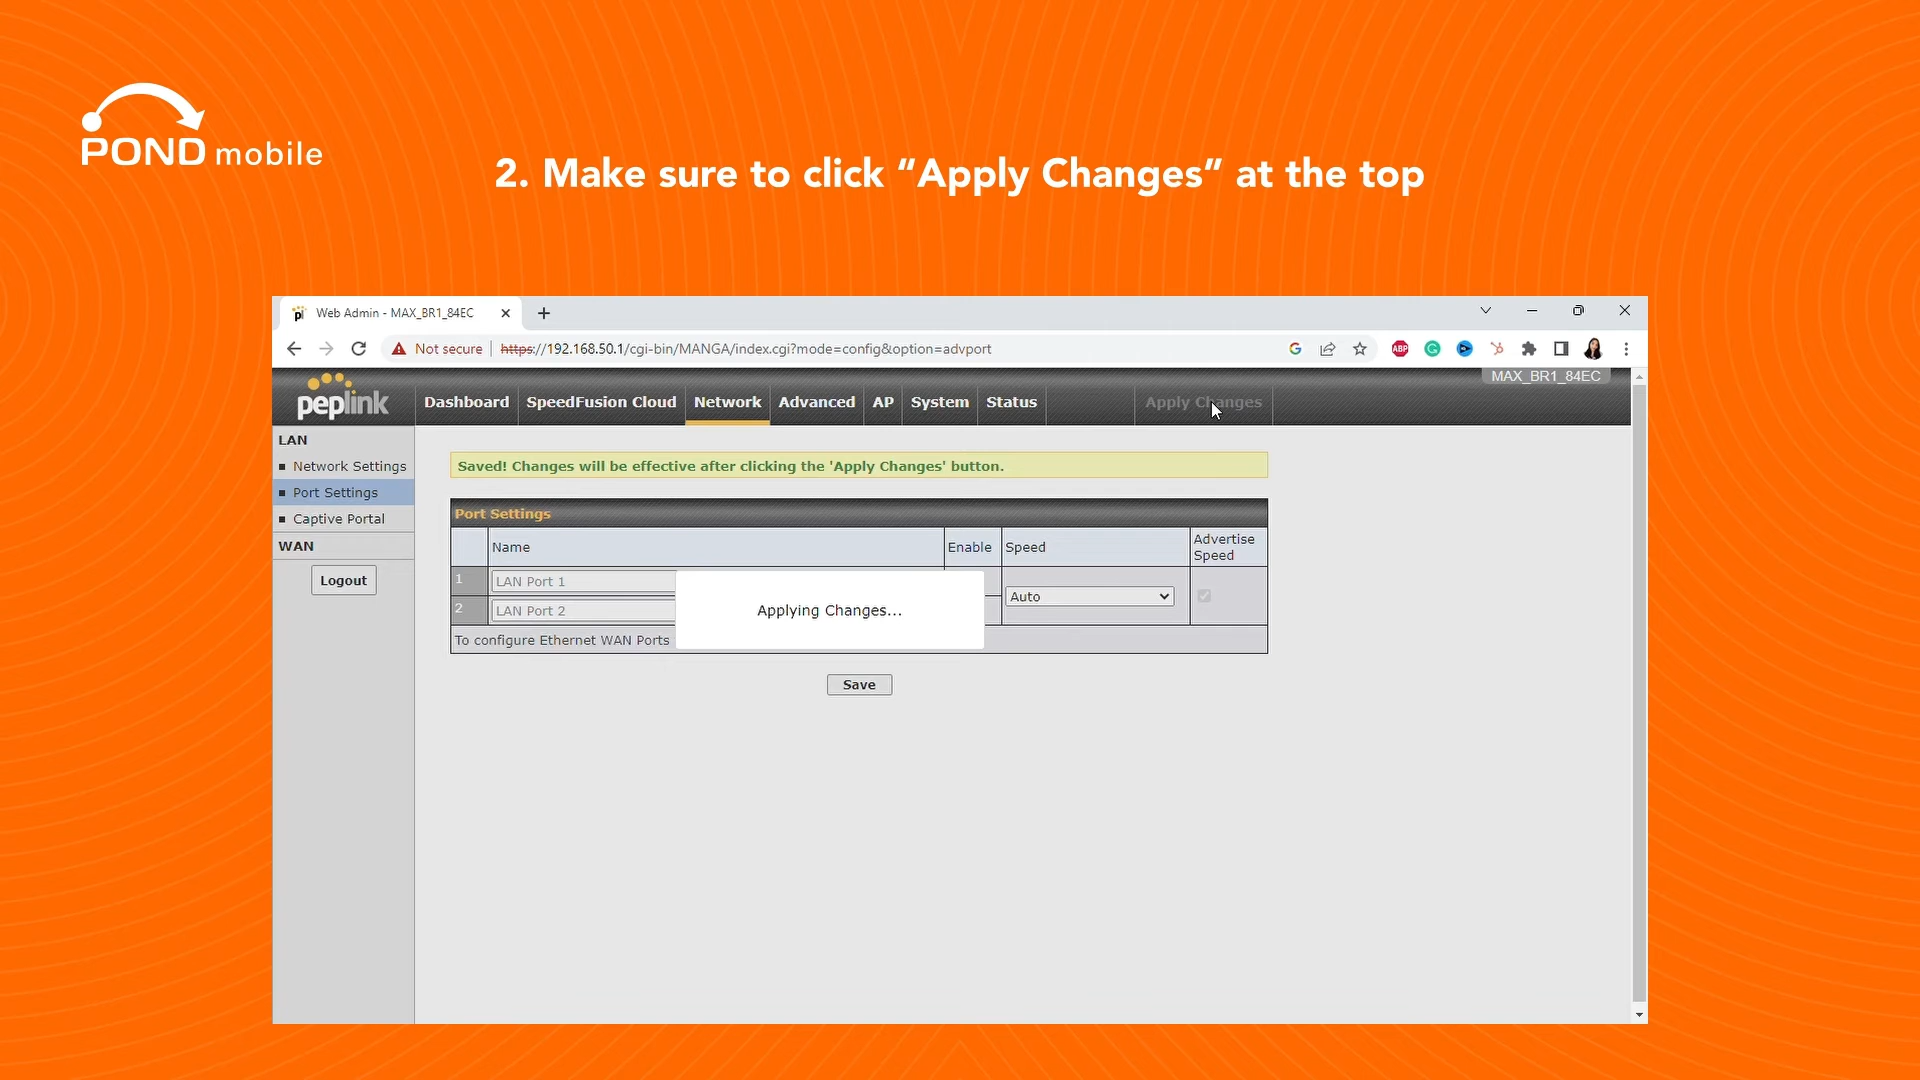 POND mobile
2. Make sure to click “Apply Changes” at the top
Web Admin - MAX_BR1_84EC
Not secure | https://192.168.50.1/cgi-bin/MANGA/index.cgi?mode=config&option=advport
ABP
MAX_BR1_84EC
peplink
Dashboard SpeedFusion Cloud Network Advanced AP System Status Apply Changes
LAN
Network Settings
Port Settings
Captive Portal
WAN
Logout
Saved! Changes will be effective after clicking the 'Apply Changes' button.
Port Settings
Name Enable Speed Advertise Speed
1 LAN Port 1
2 LAN Port 2
Auto
Applying Changes...
To configure Ethernet WAN Ports
Save